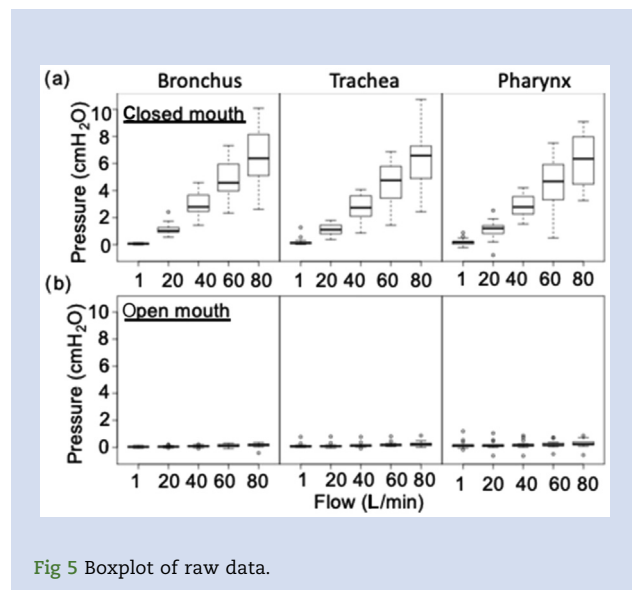 (a)
Bronchus Trachea Pharynx
Closed mouth
Pressure (cmH₂O)
10
8
6
4
2
0
1 20 40 60 80 1 20 40 60 80 1 20 40 60 80
(b)
Open mouth
Pressure (cmH₂O)
10
8
6
4
2
0
1 20 40 60 80 1 20 40 60 80 1 20 40 60 80
Flow (L/min)
Fig 5 Boxplot of raw data.